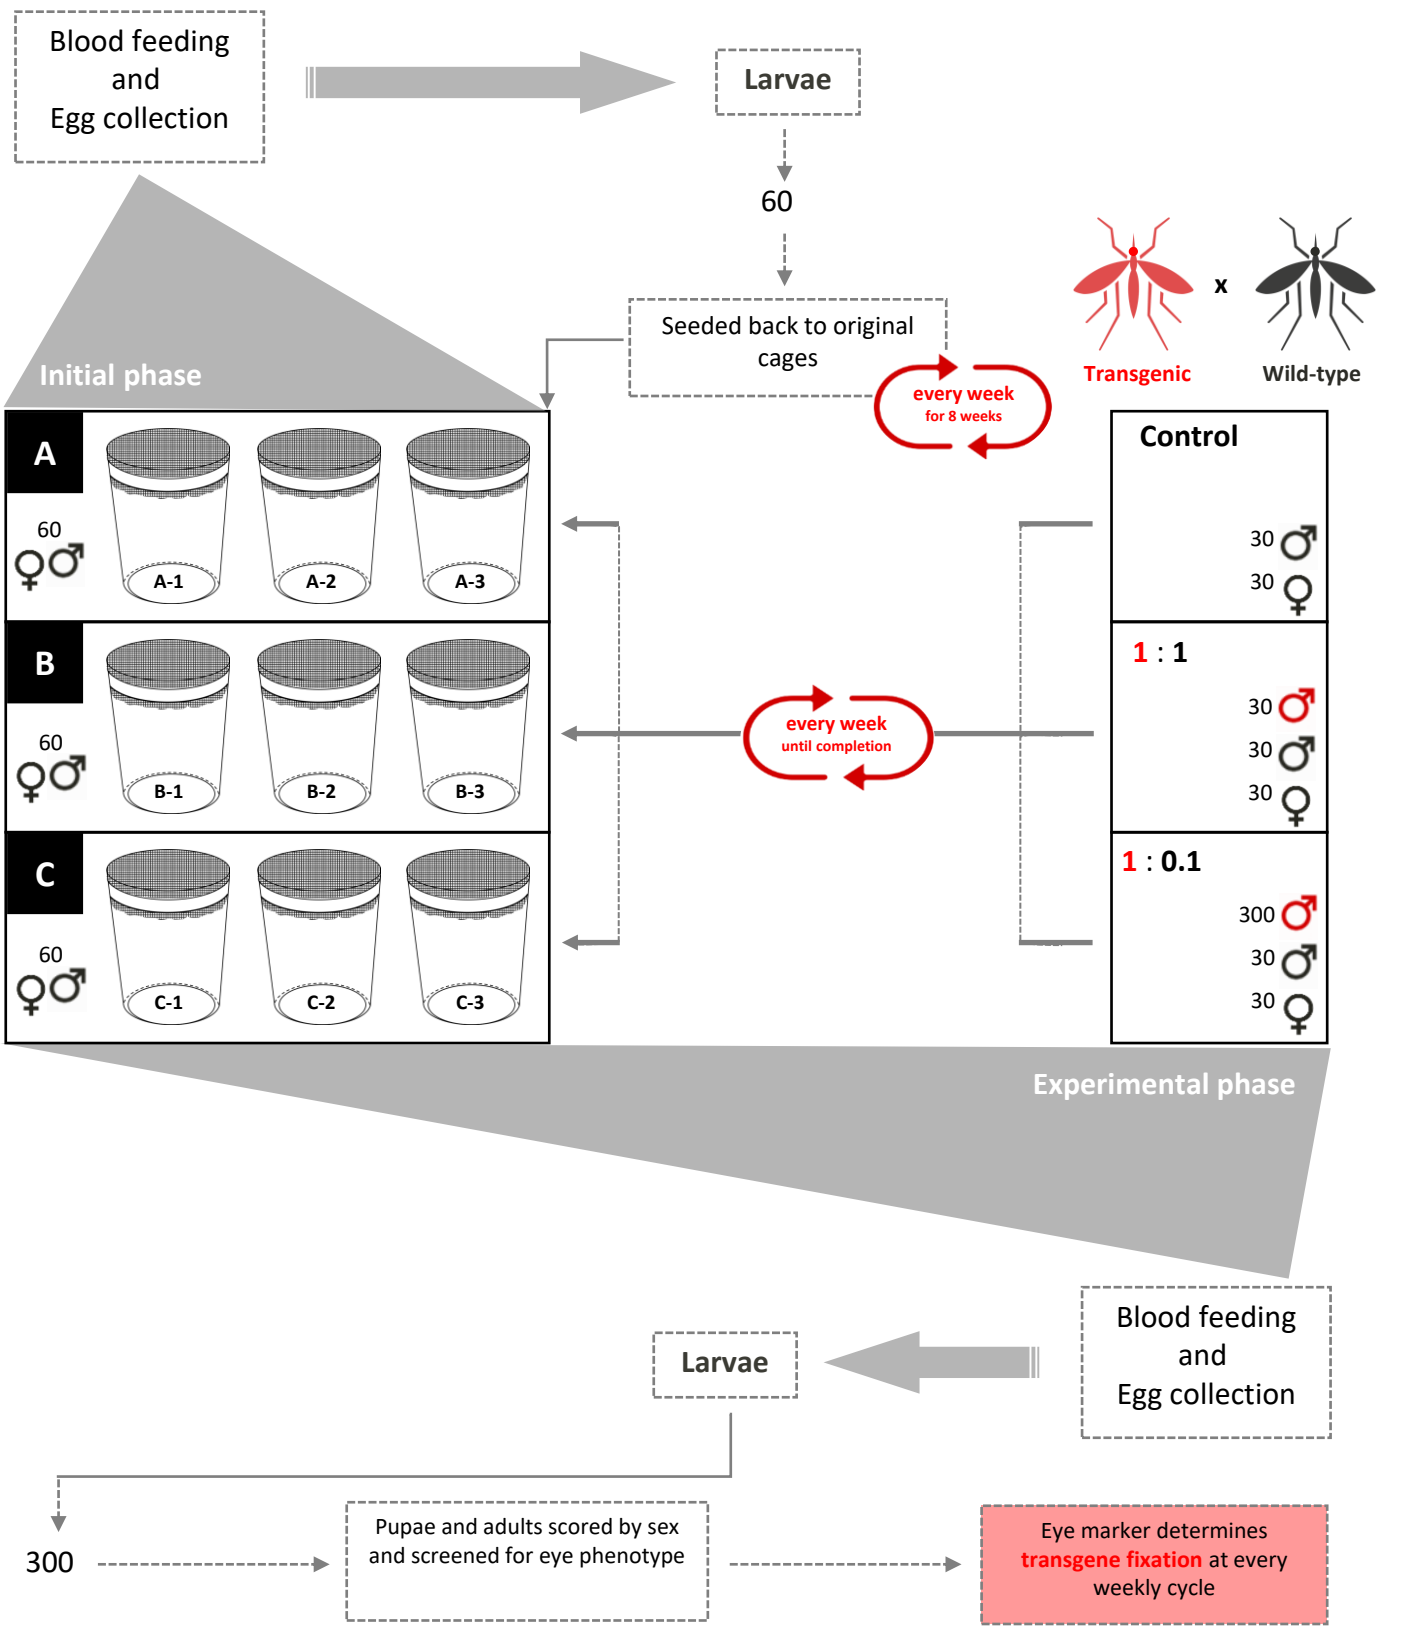 Blood feeding
and
Egg collection
Larvae
60
Seeded back to original
cages
every week
for 8 weeks
x
Transgenic
Wild-type
Initial phase
A
60
A-1
A-2
A-3
B
60
B-1
B-2
B-3
C
60
C-1
C-2
C-3
every week
until completion
Control
30
30
1 : 1
30
30
30
1 : 0.1
300
30
30
Experimental phase
Blood feeding
and
Egg collection
Larvae
300
Pupae and adults scored by sex
and screened for eye phenotype
Eye marker determines
transgene fixation at every
weekly cycle